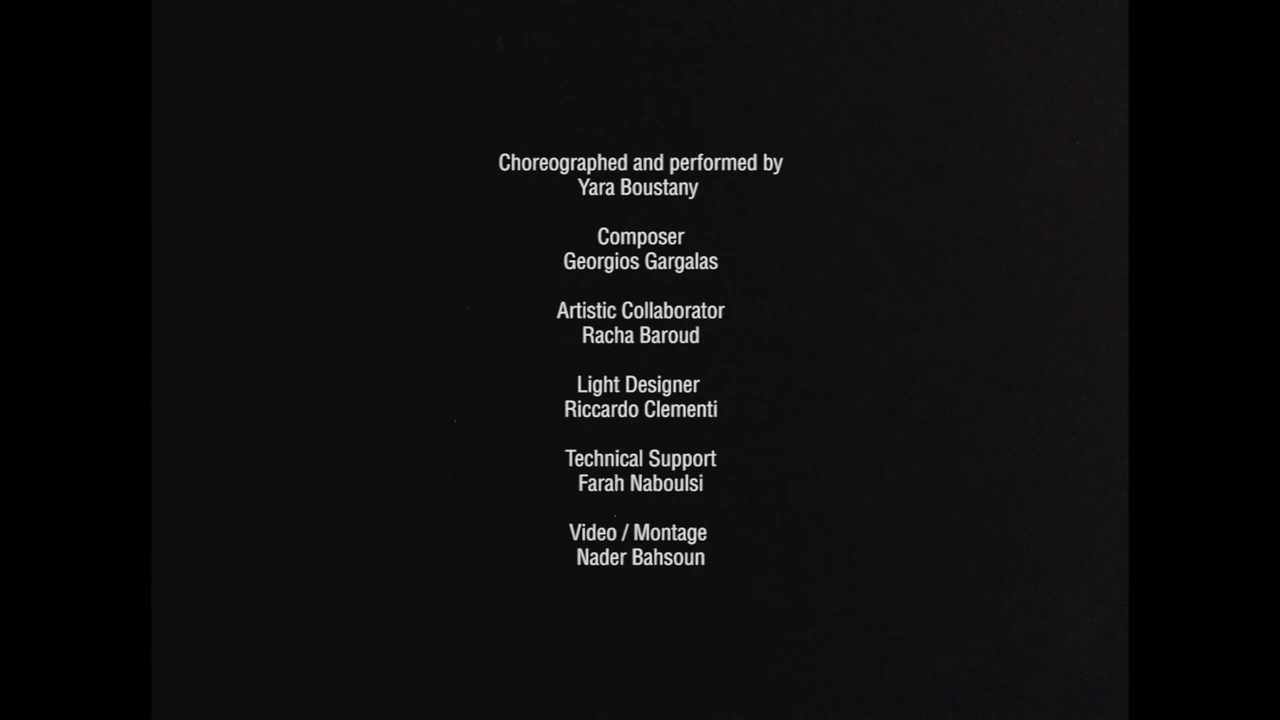 Choreographed and performed by
Yara Boustany
Composer
Georgios Gargalas
Artistic Collaborator
Racha Baroud
Light Designer
Riccardo Clementi
Technical Support
Farah Naboulsi
Video / Montage
Nader Bahsoun